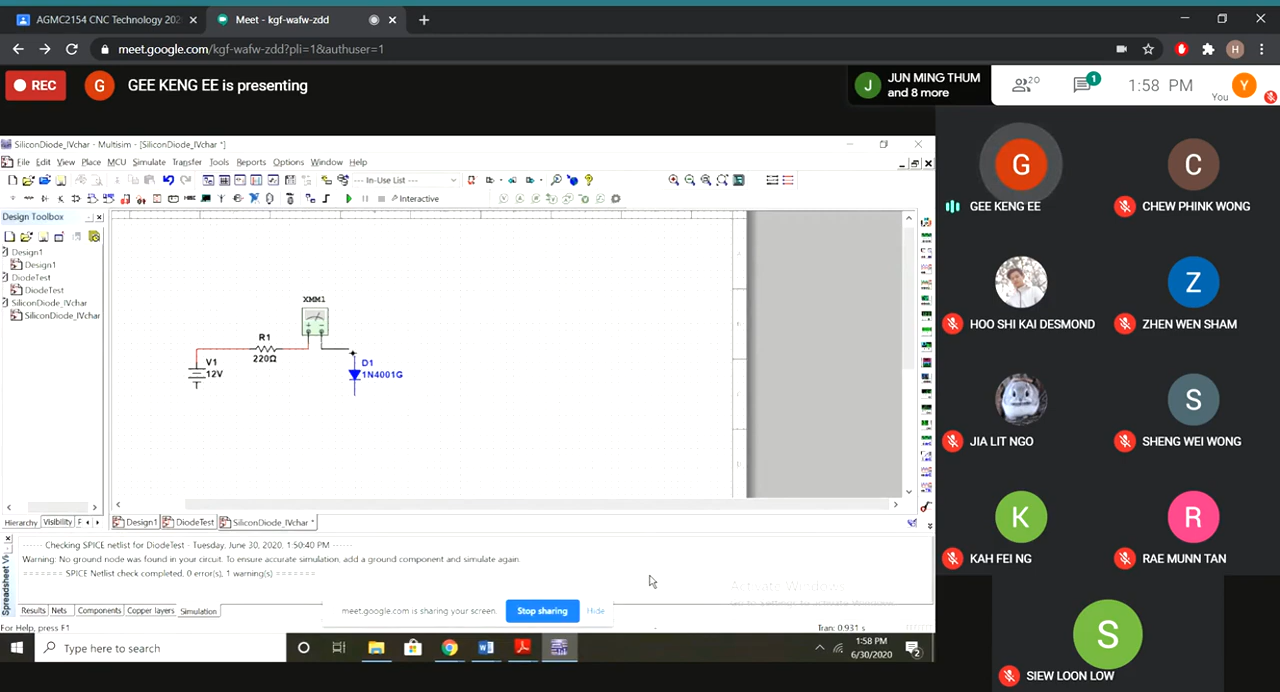 AGMC2154 CNC Technology 202
Meet - kgf-wafw-zdd
meet.google.com/kgf-wafw-zdd?pli=1&authuser=1
H
REC
G
GEE KENG EE is presenting
J
JUN MING THUM
and 8 more
20
1
1:58 PM
You
Y
SiliconDiode_IVchar - Multisim - [SiliconDiode_IVchar *]
File Edit View Place MCU Simulate Transfer Tools Reports Options Window Help
--- In-Use List ---
Interactive
Design Toolbox
Design1
Design1
DiodeTest
DiodeTest
SiliconDiode_IVchar
SiliconDiode_IVchar
XMM1
R1
220Ω
V1
12V
D1
1N4001G
Hierarchy Visibility
Design1 DiodeTest SiliconDiode_IVchar *
Spreadsheet Vi
----- Checking SPICE netlist for DiodeTest - Tuesday, June 30, 2020, 1:50:40 PM -----
Warning: No ground node was found in your circuit. To ensure accurate simulation, add a ground component and simulate again.
======= SPICE Netlist check completed, 0 error(s), 1 warning(s) =======
Results Nets Components Copper layers Simulation
Activate Windows
meet.google.com is sharing your screen. Stop sharing Hide
For Help, press F1
Tran: 0.931 s
Type here to search
1:58 PM
6/30/2020
2
G
GEE KENG EE
C
CHEW PHINK WONG
HOO SHI KAI DESMOND
Z
ZHEN WEN SHAM
JIA LIT NGO
S
SHENG WEI WONG
K
KAH FEI NG
R
RAE MUNN TAN
S
SIEW LOON LOW